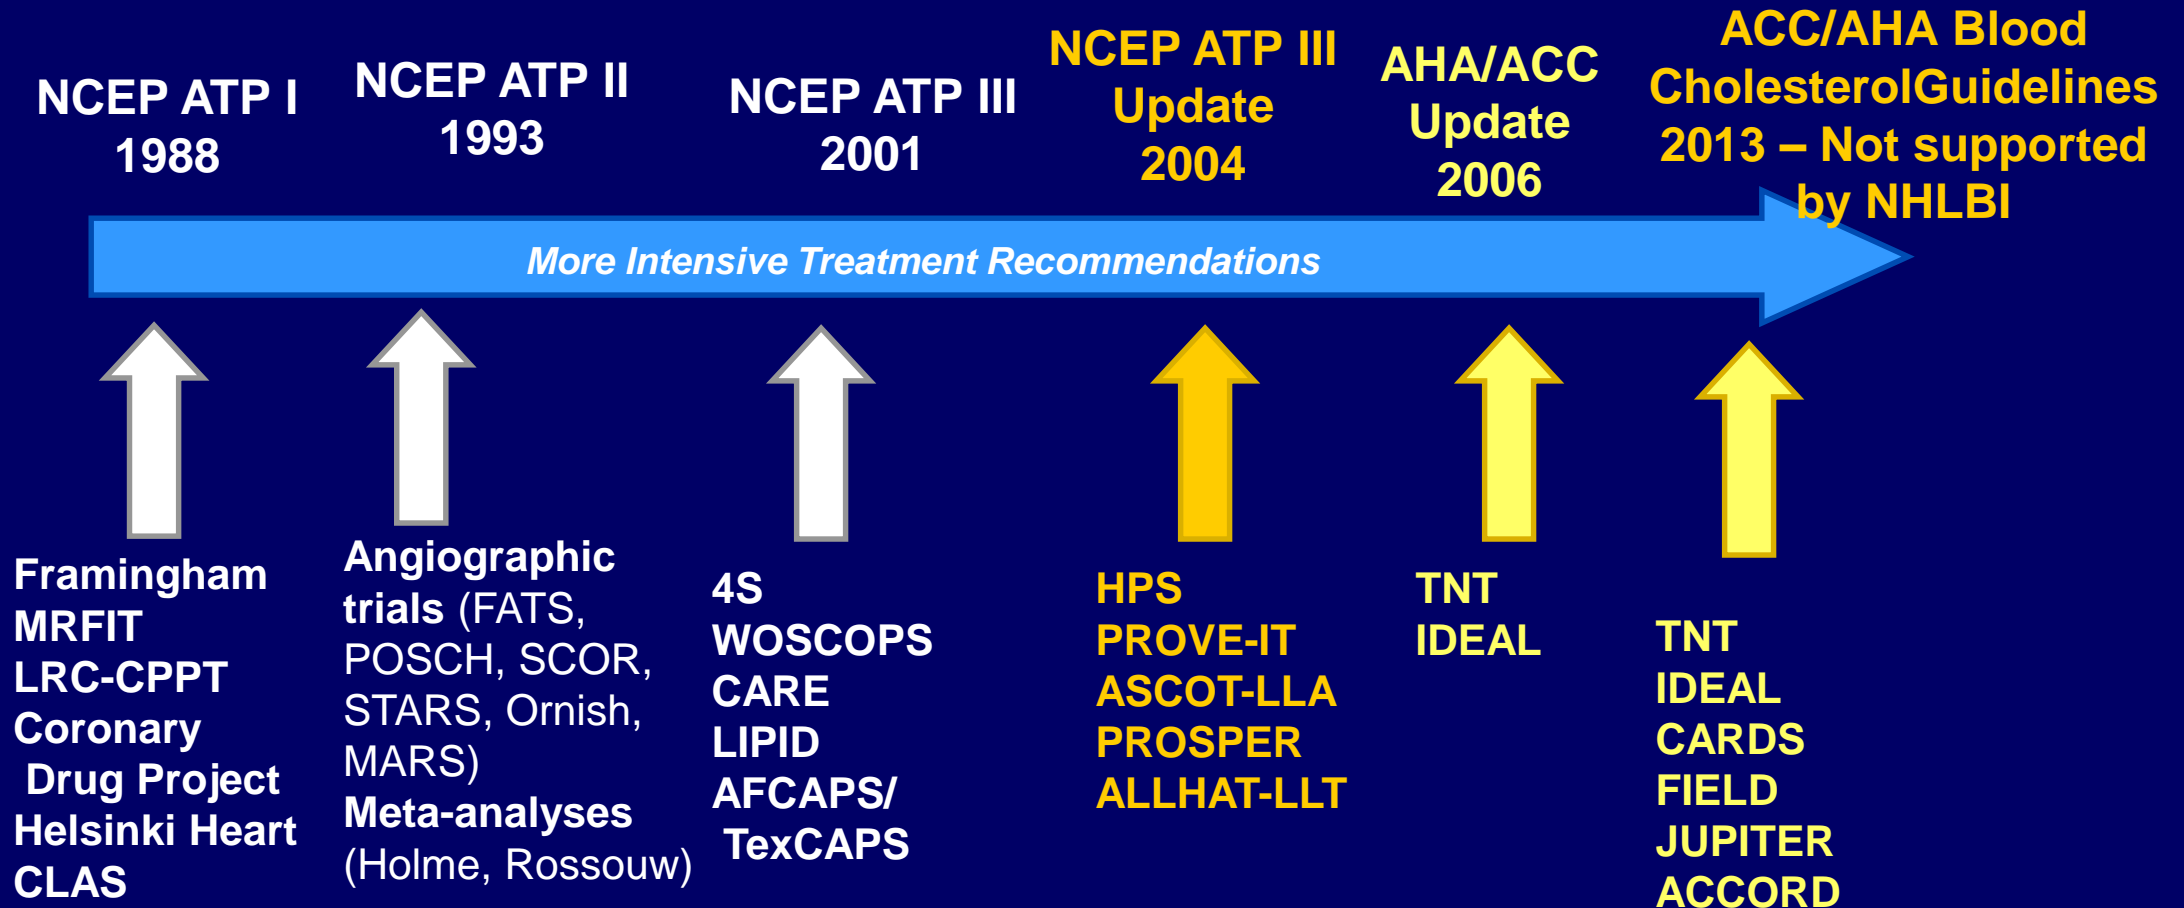 NCEP ATP I
1988
NCEP ATP II
1993
NCEP ATP III
2001
NCEP ATP III
Update
2004
AHA/ACC
Update
2006
ACC/AHA Blood
CholesterolGuidelines
2013 – Not supported
by NHLBI
More Intensive Treatment Recommendations
Framingham
MRFIT
LRC-CPPT
Coronary
Drug Project
Helsinki Heart
CLAS
Angiographic
trials (FATS,
POSCH, SCOR,
STARS, Ornish,
MARS)
Meta-analyses
(Holme, Rossouw)
4S
WOSCOPS
CARE
LIPID
AFCAPS/
TexCAPS
HPS
PROVE-IT
ASCOT-LLA
PROSPER
ALLHAT-LLT
TNT
IDEAL
TNT
IDEAL
CARDS
FIELD
JUPITER
ACCORD